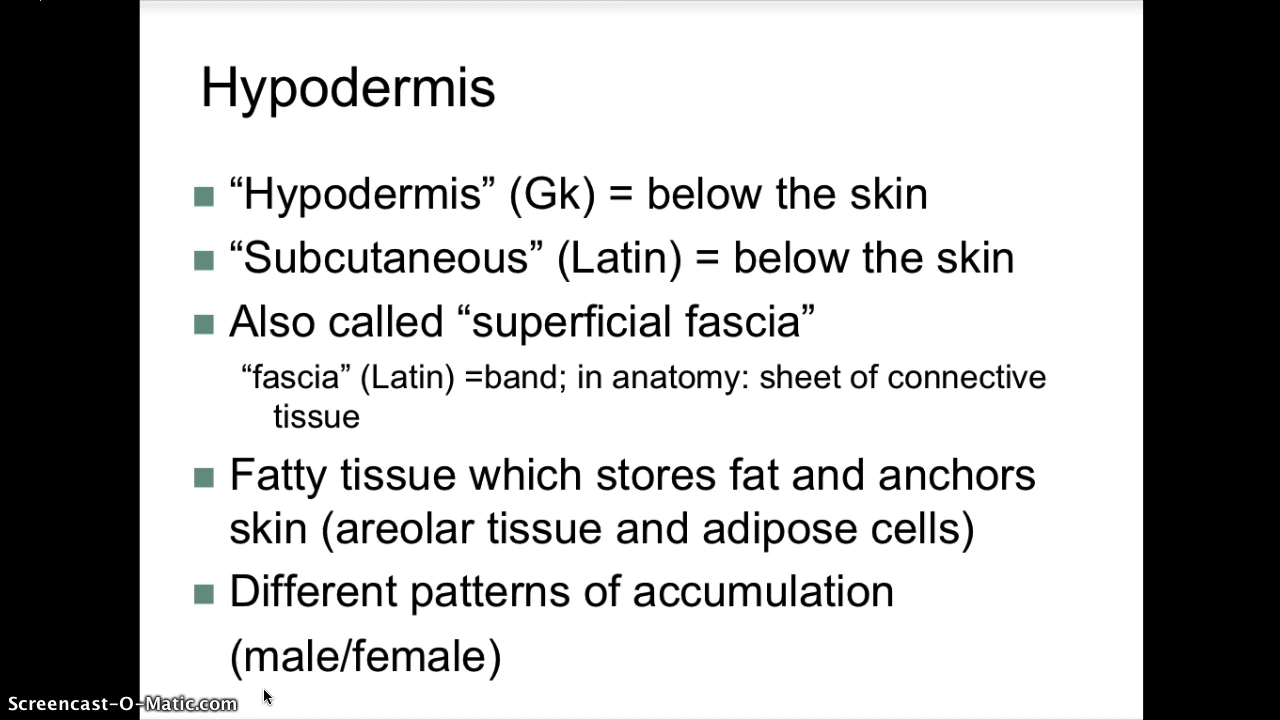 Hypodermis
“Hypodermis” (Gk) = below the skin
“Subcutaneous” (Latin) = below the skin
Also called “superficial fascia”
“fascia” (Latin) =band; in anatomy: sheet of connective
tissue
Fatty tissue which stores fat and anchors
skin (areolar tissue and adipose cells)
Different patterns of accumulation
(male/female)
Screencast-O-Matic.com